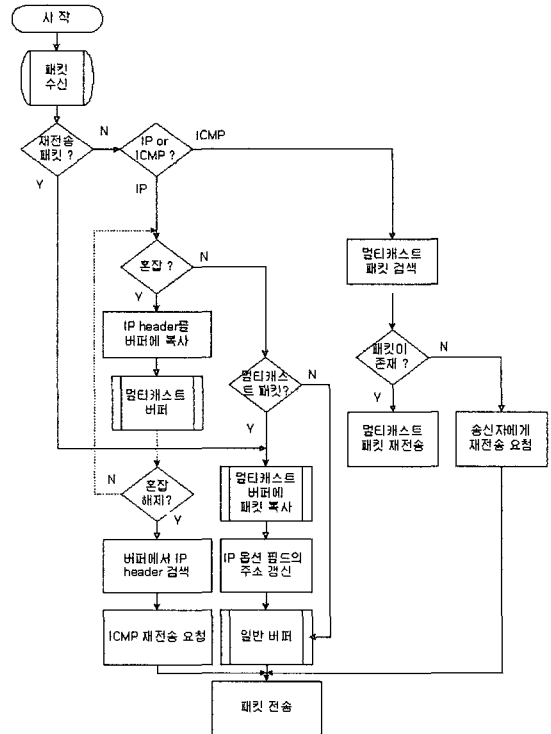 시 작
패킷
수신
재전송
패킷 ?
N
Y
IP or
ICMP ?
ICMP
IP
혼잡 ?
N
Y
멀티캐스트
패킷 검색
IP header를
버퍼에 복사
패킷이
존재 ?
N
Y
멀티캐스트
버퍼
멀티캐스
트 패킷?
N
Y
멀티캐스트
패킷 재전송
송신자에게
재전송 요청
혼잡
해제?
N
Y
멀티캐스트
버퍼에
패킷 복사
버퍼에서 IP
header 검색
IP 옵션 필드의
주소 갱신
ICMP 재전송 요청
일반 버퍼
패킷 전송